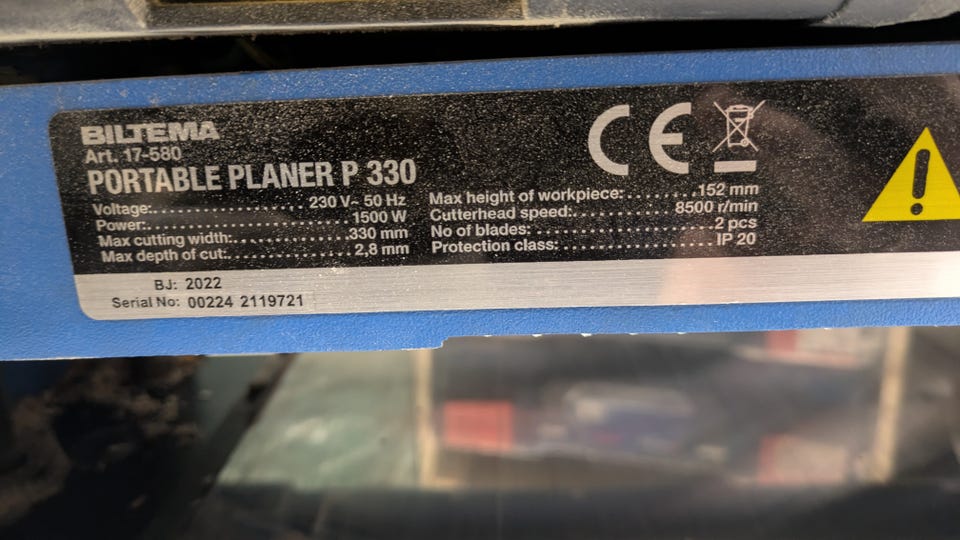 BILTEMA
Art. 17-580
PORTABLE PLANER P 330
Voltage:..................... 230 V~ 50 Hz
Power:............................... 1500 W
Max cutting width:.................330 mm
Max depth of cut:..................2,8 mm
Max height of workpiece:.......152 mm
Cutterhead speed:.............. 8500 r/min
No of blades:....................... 2 pcs
Protection class:.....................IP 20
CE
BJ: 2022
Serial No: 00224 2119721